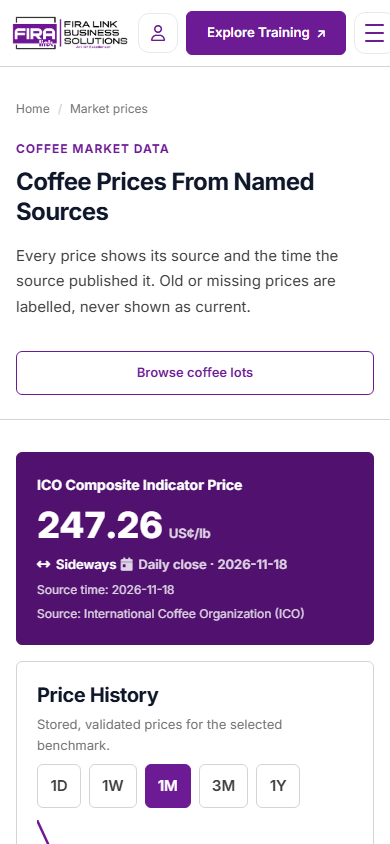 FIRA
link
FIRA LINK
BUSINESS
SOLUTIONS
Explore Training ↗
Home / Market prices
COFFEE MARKET DATA
Coffee Prices From Named
Sources
Every price shows its source and the time the
source published it. Old or missing prices are
labelled, never shown as current.
Browse coffee lots
ICO Composite Indicator Price
247.26 US¢/lb
↔ Sideways Daily close · 2026-11-18
Source time: 2026-11-18
Source: International Coffee Organization (ICO)
Price History
Stored, validated prices for the selected
benchmark.
1D 1W 1M 3M 1Y